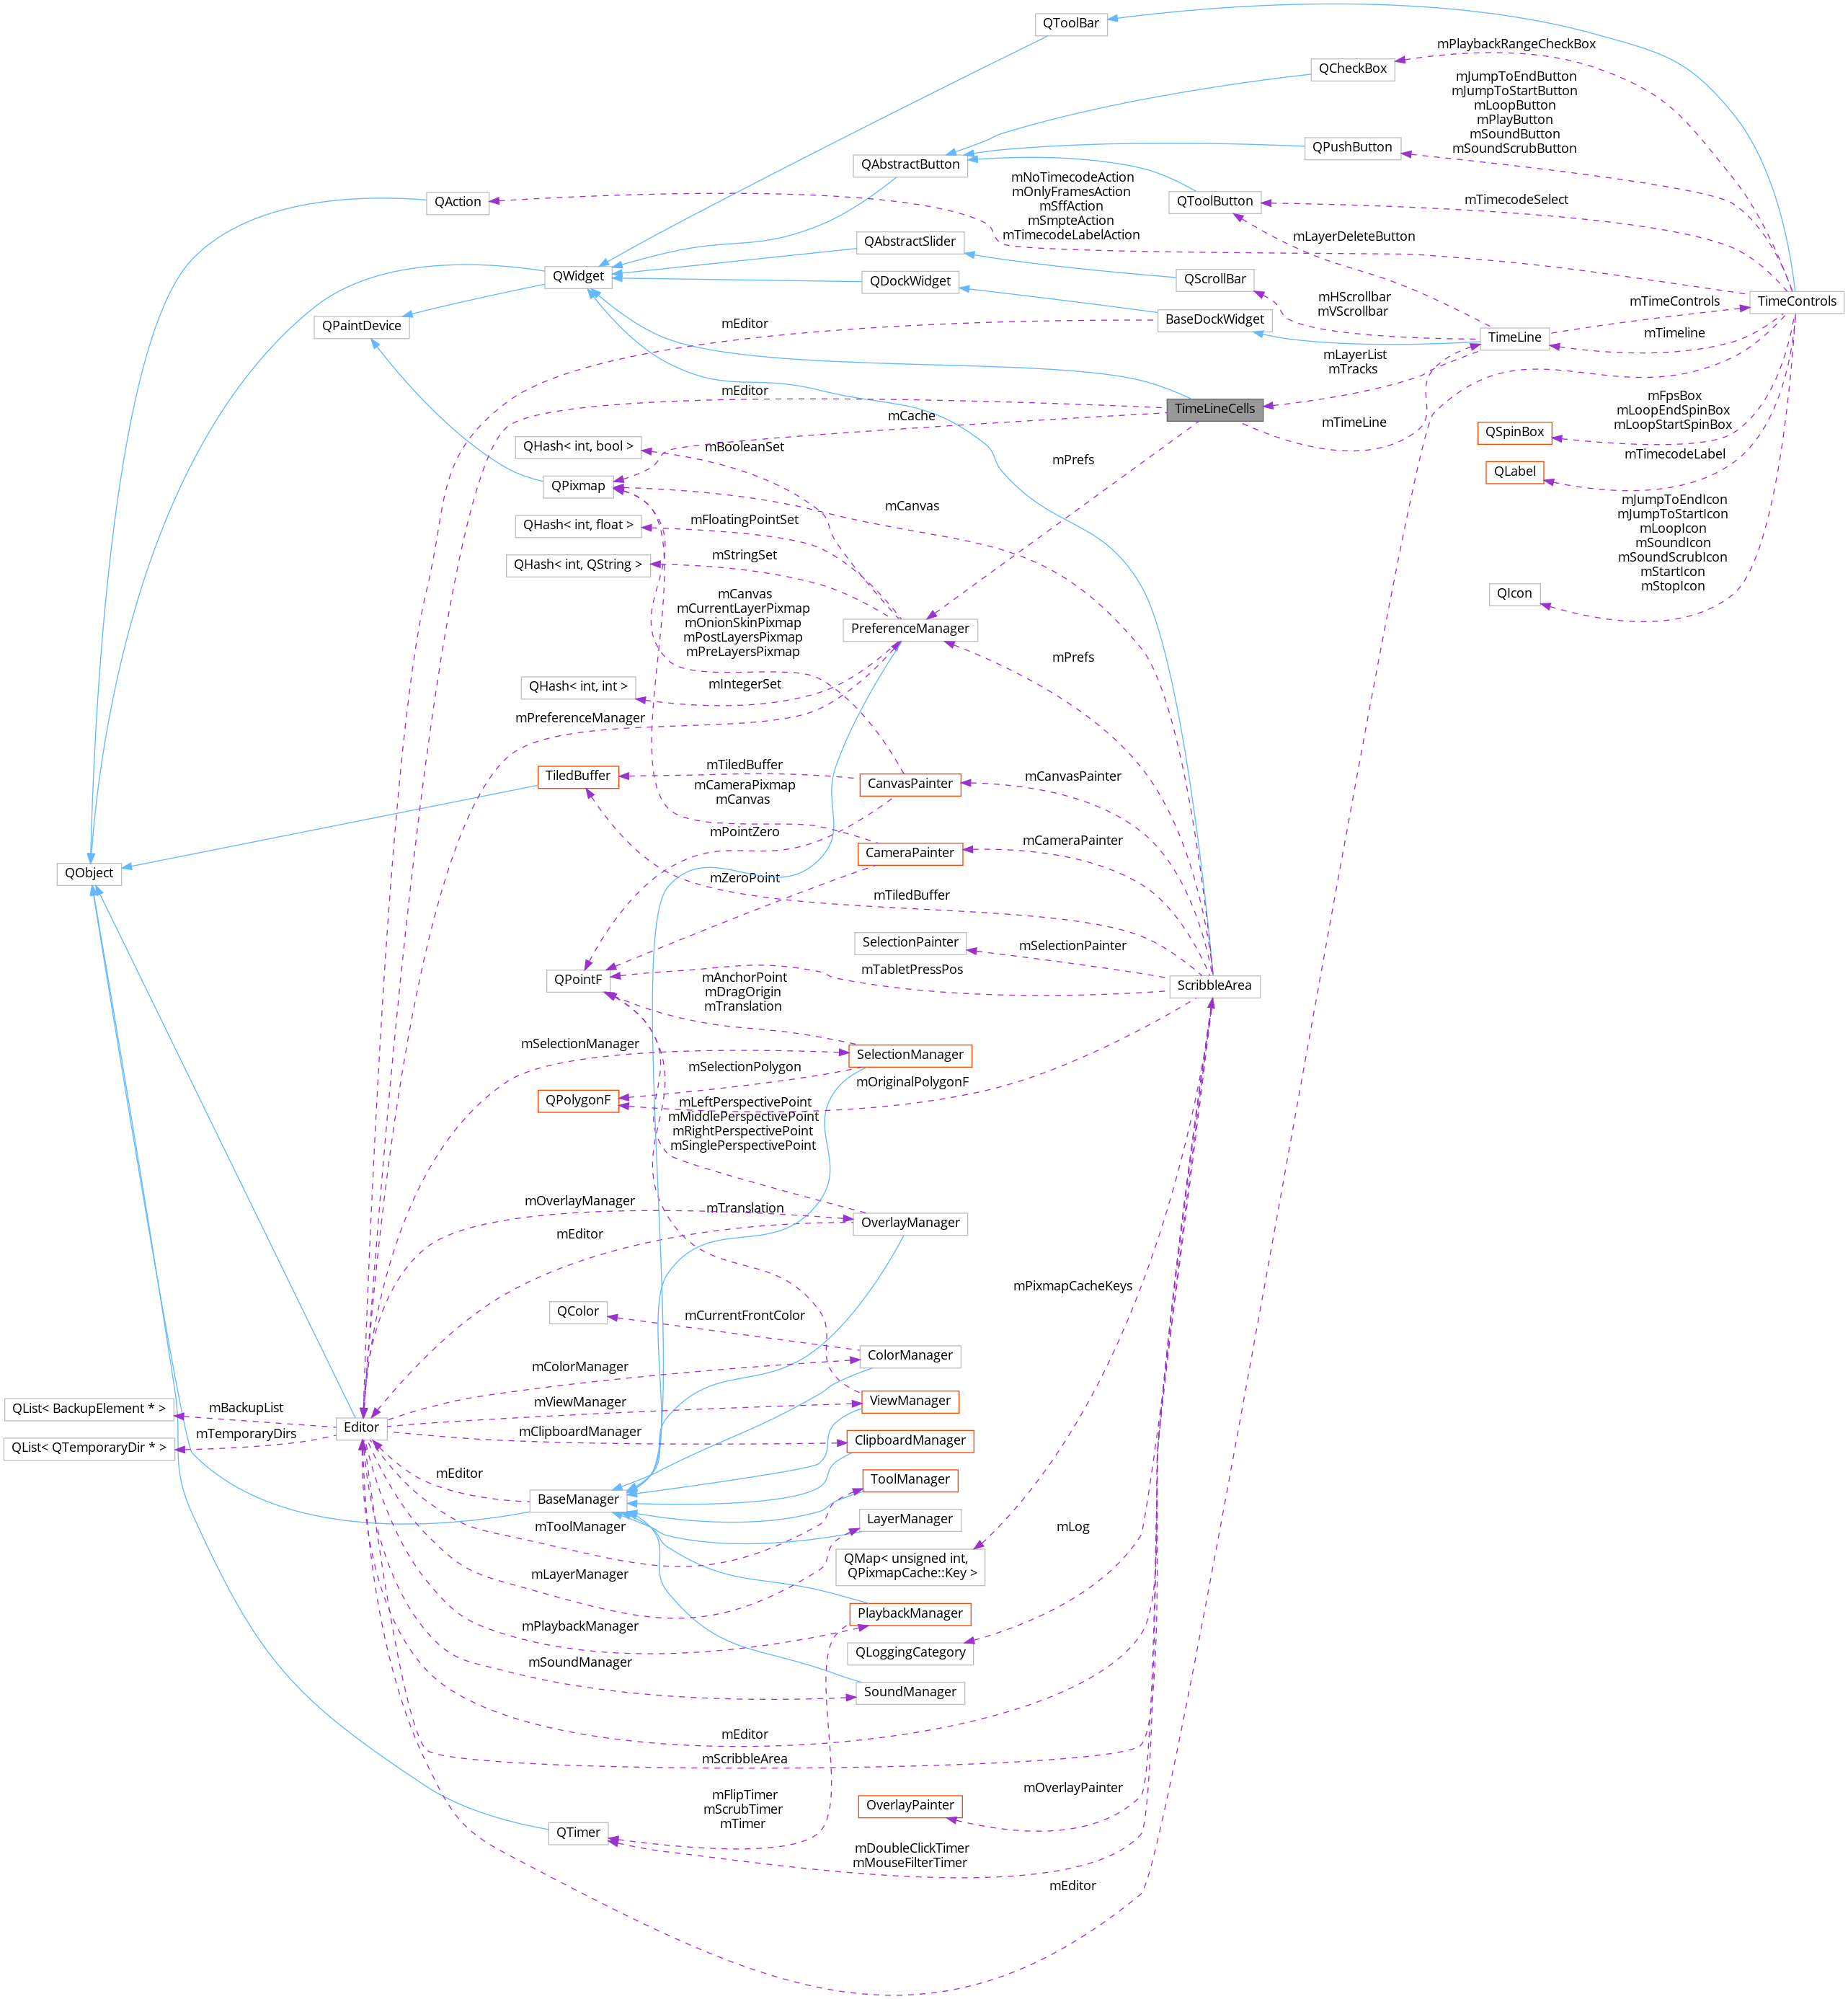 QToolBar
mPlaybackRangeCheckBox
QCheckBox
mJumpToEndButton
mJumpToStartButton
mLoopButton
mPlayButton
mSoundButton
mSoundScrubButton
QPushButton
QAbstractButton
mNoTimecodeAction
mOnlyFramesAction
mSffAction
mSmpteAction
mTimecodeLabelAction
QAction
QToolButton
mTimecodeSelect
mLayerDeleteButton
QAbstractSlider
QWidget
QDockWidget
QScrollBar
mHScrollbar
mVScrollbar
mTimeControls
TimeControls
QPaintDevice
mEditor
BaseDockWidget
TimeLine
mTimeline
mLayerList
mTracks
mEditor
mCache
TimeLineCells
mTimeLine
mFpsBox
mLoopEndSpinBox
mLoopStartSpinBox
QSpinBox
QHash< int, bool >
mBooleanSet
mPrefs
mTimecodeLabel
QLabel
QPixmap
mCanvas
mJumpToEndIcon
mJumpToStartIcon
mLoopIcon
mSoundIcon
mSoundScrubIcon
mStartIcon
mStopIcon
QIcon
QHash< int, float >
mFloatingPointSet
QHash< int, QString >
mStringSet
mCanvas
mCurrentLayerPixmap
mOnionSkinPixmap
mPostLayersPixmap
mPreLayersPixmap
PreferenceManager
mPrefs
QHash< int, int >
mIntegerSet
mPreferenceManager
TiledBuffer
mTiledBuffer
mCameraPixmap
mCanvas
CanvasPainter
mCanvasPainter
mPointZero
CameraPainter
mCameraPainter
QObject
mZeroPoint
mTiledBuffer
SelectionPainter
mSelectionPainter
QPointF
mTabletPressPos
ScribbleArea
mAnchorPoint
mDragOrigin
mTranslation
mSelectionManager
SelectionManager
mSelectionPolygon
mOriginalPolygonF
QPolygonF
mLeftPerspectivePoint
mMiddlePerspectivePoint
mRightPerspectivePoint
mSinglePerspectivePoint
mOverlayManager
mTranslation
OverlayManager
mEditor
mPixmapCacheKeys
QColor
mCurrentFrontColor
ColorManager
mColorManager
mViewManager
ViewManager
QList< BackupElement * >
mBackupList
Editor
mClipboardManager
ClipboardManager
QList< QTemporaryDir * >
mTemporaryDirs
mEditor
ToolManager
BaseManager
mToolManager
LayerManager
mLog
QMap< unsigned int,
QPixmapCache::Key >
mLayerManager
mPlaybackManager
PlaybackManager
QLoggingCategory
mSoundManager
SoundManager
mEditor
mScribbleArea
mOverlayPainter
mFlipTimer
mScrubTimer
mTimer
OverlayPainter
QTimer
mDoubleClickTimer
mMouseFilterTimer
mEditor